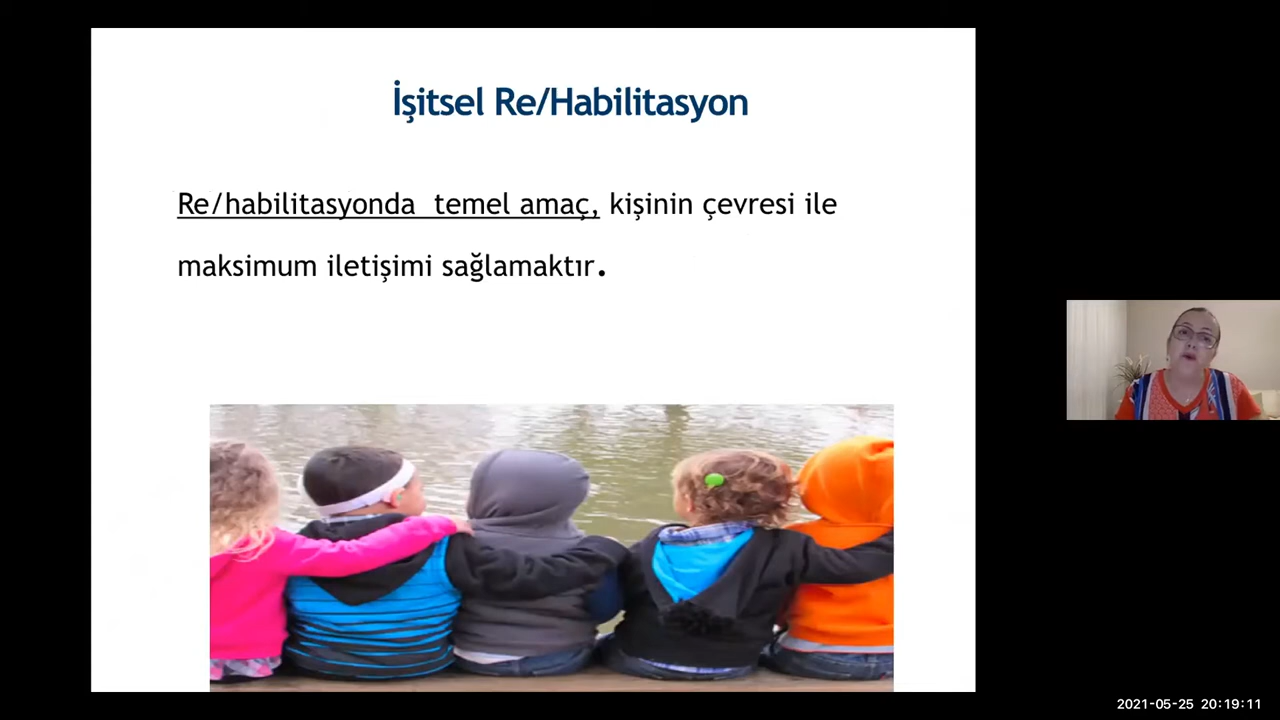 İşitsel Re/Habilitasyon
Re/habilitasyonda temel amaç, kişinin çevresi ile
maksimum iletişimi sağlamaktır.
2021-05-25 20:19:11